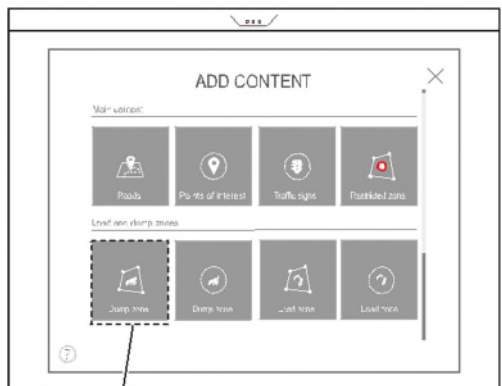 ADD CONTENT
Main content
Roads
Points of interest
Traffic signs
Restricted zone
Load and dump zones
Dump zone
Dump zone
Load zone
Load zone
?